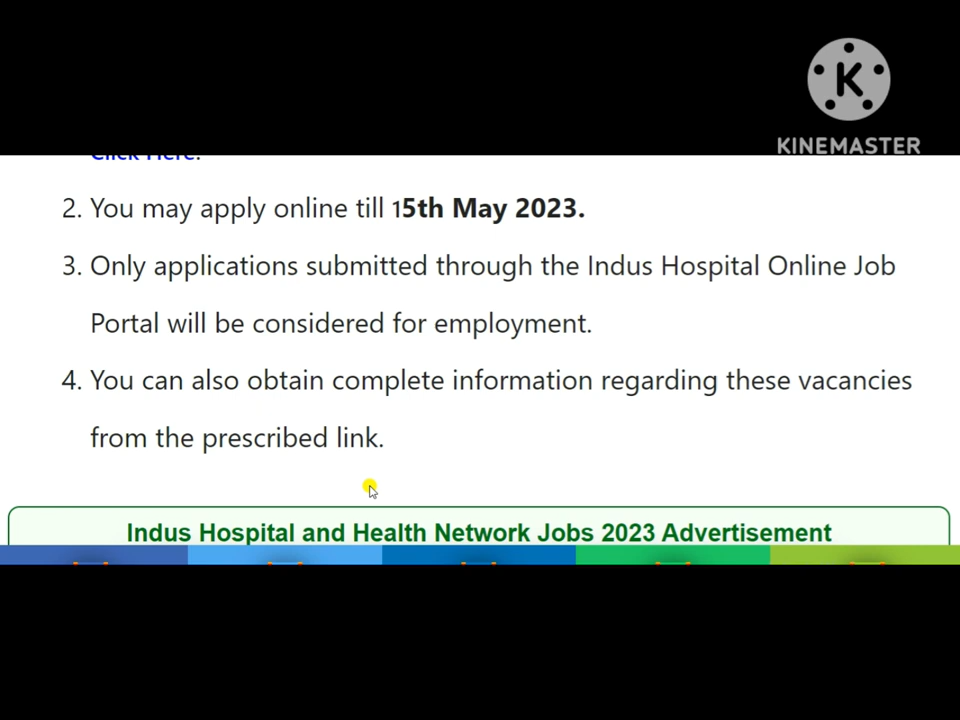 K
KINEMASTER
Click Here.
2. You may apply online till 15th May 2023.
3. Only applications submitted through the Indus Hospital Online Job
Portal will be considered for employment.
4. You can also obtain complete information regarding these vacancies
from the prescribed link.
Indus Hospital and Health Network Jobs 2023 Advertisement